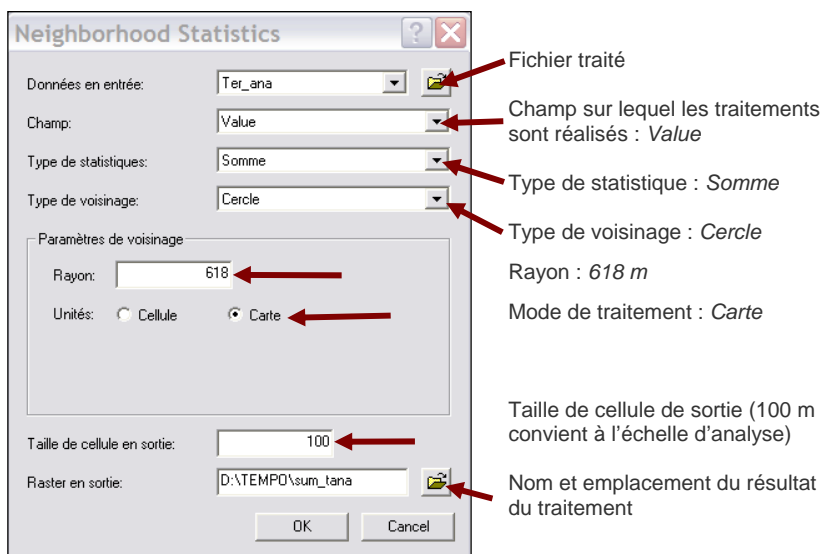 Neighborhood Statistics
Données en entrée: Ter_ana
Fichier traité
Champ: Value
Champ sur lequel les traitements
sont réalisés : Value
Type de statistiques: Somme
Type de statistique : Somme
Type de voisinage: Cercle
Type de voisinage : Cercle
Paramètres de voisinage
Rayon: 618
Rayon : 618 m
Unités: Cellule Carte
Mode de traitement : Carte
Taille de cellule en sortie: 100
Taille de cellule de sortie (100 m
convient à l'échelle d'analyse)
Raster en sortie: D:\TEMPO\sum_tana
Nom et emplacement du résultat
du traitement
OK Cancel